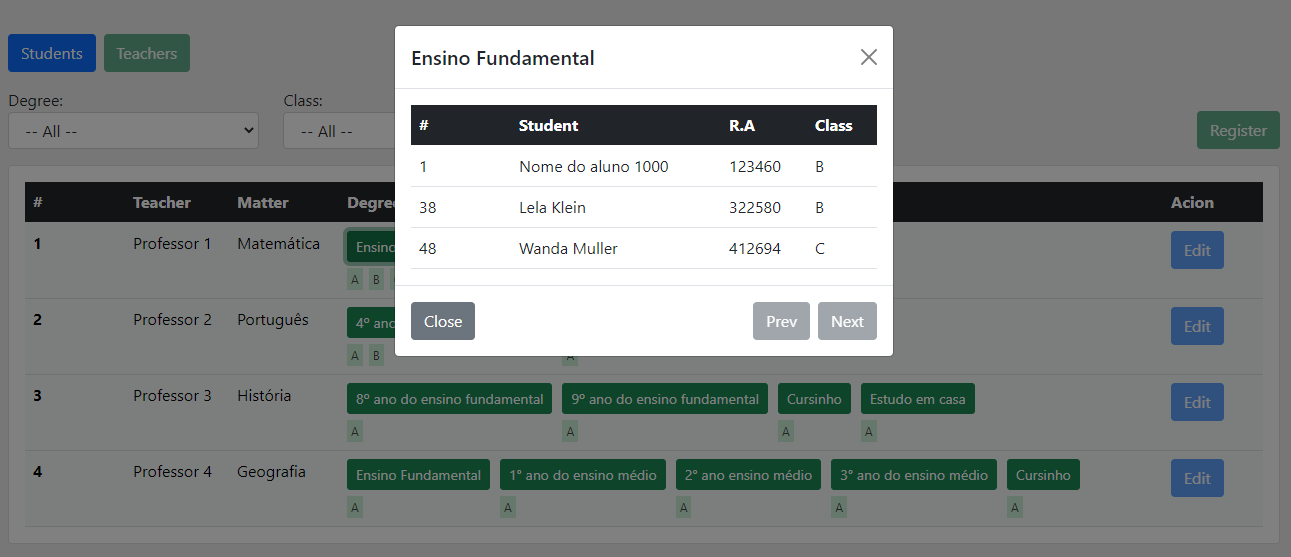 Students Teachers
Degree: Class:
-- All -- -- All --
Register
Ensino Fundamental
# Student R.A Class
1 Nome do aluno 1000 123460 B
38 Lela Klein 322580 B
48 Wanda Muller 412694 C
Close Prev Next
# Teacher Matter Degree Acion
1 Professor 1 Matemática Ensino Edit
A B
2 Professor 2 Português 4º ano Edit
A B A
3 Professor 3 História 8º ano do ensino fundamental 9º ano do ensino fundamental Cursinho Estudo em casa Edit
A A A A
4 Professor 4 Geografia Ensino Fundamental 1º ano do ensino médio 2º ano ensino médio 3º ano do ensino médio Cursinho Edit
A A A A A